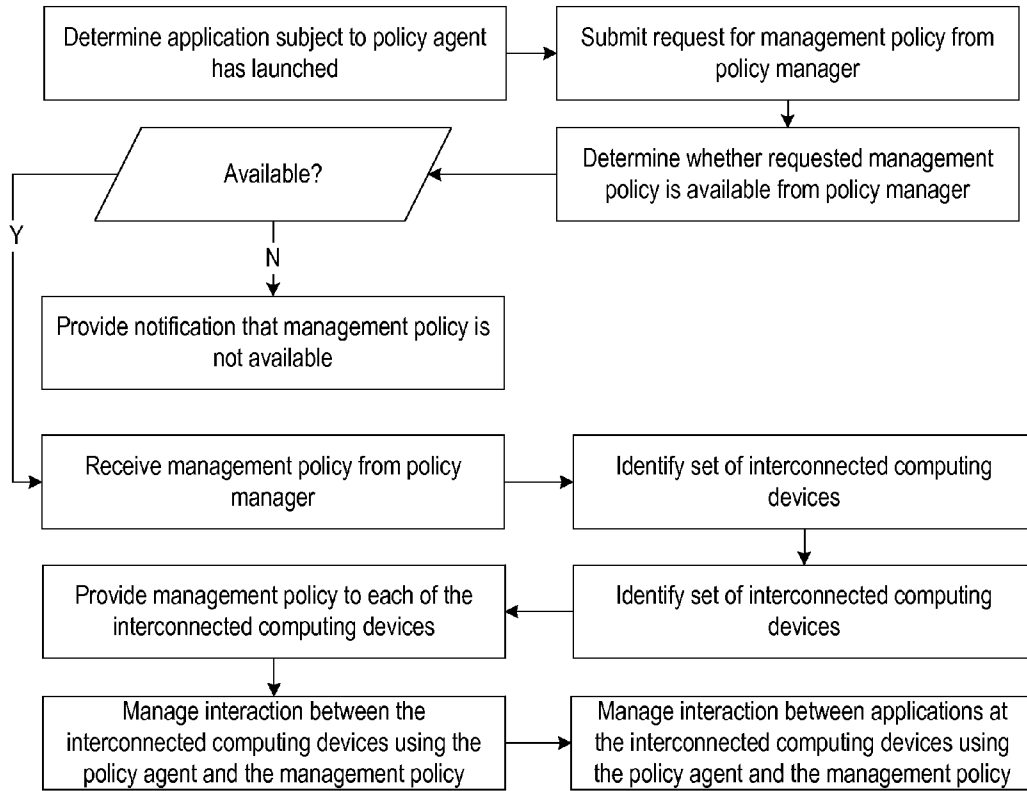 Determine application subject to policy agent
has launched
Submit request for management policy from
policy manager
Determine whether requested management
policy is available from policy manager
Available?
Y
N
Provide notification that management policy is
not available
Receive management policy from policy
manager
Identify set of interconnected computing
devices
Identify set of interconnected computing
devices
Provide management policy to each of the
interconnected computing devices
Manage interaction between the
interconnected computing devices using the
policy agent and the management policy
Manage interaction between applications at
the interconnected computing devices using
the policy agent and the management policy